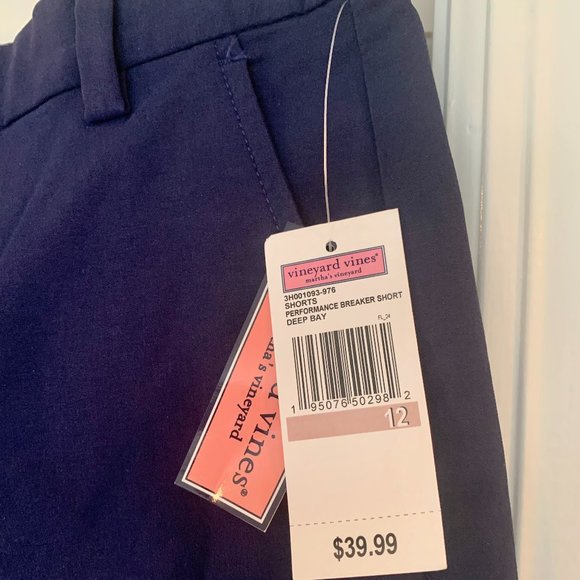 vineyard vines®
martha's vineyard
3H001093-976
SHORTS
PERFORMANCE BREAKER SHORT
DEEP BAY
FL_24
1 95076 50298 2
12
$39.99
vines®
vineyard